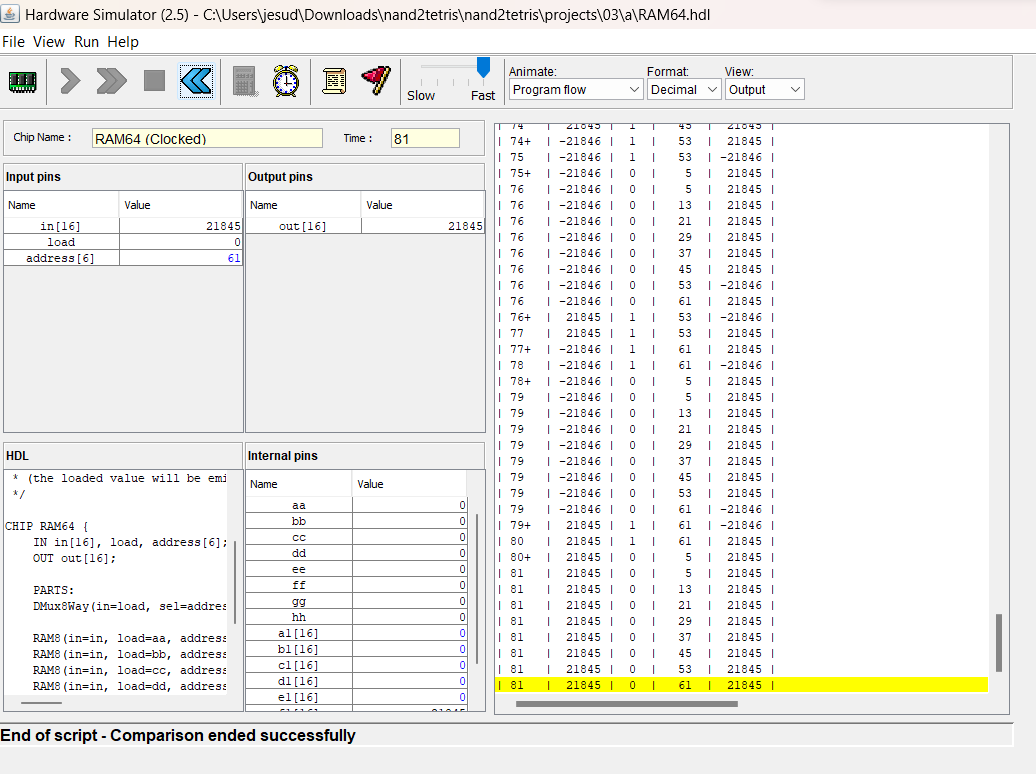 Hardware Simulator (2.5) - C:\Users\jesud\Downloads\nand2tetris\nand2tetris\projects\03\a\RAM64.hdl
File View Run Help
Slow Fast
Animate: Format: View:
Program flow Decimal Output
Chip Name : RAM64 (Clocked) Time : 81
Input pins
Name Value
in[16] 21845
load 0
address[6] 61
Output pins
Name Value
out[16] 21845
HDL
* (the loaded value will be emi
*/
CHIP RAM64 {
IN in[16], load, address[6];
OUT out[16];
PARTS:
DMux8Way(in=load, sel=addres
RAM8(in=in, load=aa, address
RAM8(in=in, load=bb, address
RAM8(in=in, load=cc, address
RAM8(in=in, load=dd, address
Internal pins
Name Value
aa 0
bb 0
cc 0
dd 0
ee 0
ff 0
gg 0
hh 0
a1[16] 0
b1[16] 0
c1[16] 0
d1[16] 0
e1[16] 0
f1[16] 21845
| 74 | 21845 | 1 | 45 | 21845 |
| 74+ | -21846 | 1 | 53 | 21845 |
| 75 | -21846 | 1 | 53 | -21846 |
| 75+ | -21846 | 0 | 5 | 21845 |
| 76 | -21846 | 0 | 5 | 21845 |
| 76 | -21846 | 0 | 13 | 21845 |
| 76 | -21846 | 0 | 21 | 21845 |
| 76 | -21846 | 0 | 29 | 21845 |
| 76 | -21846 | 0 | 37 | 21845 |
| 76 | -21846 | 0 | 45 | 21845 |
| 76 | -21846 | 0 | 53 | -21846 |
| 76 | -21846 | 0 | 61 | 21845 |
| 76+ | 21845 | 1 | 53 | -21846 |
| 77 | 21845 | 1 | 53 | 21845 |
| 77+ | -21846 | 1 | 61 | 21845 |
| 78 | -21846 | 1 | 61 | -21846 |
| 78+ | -21846 | 0 | 5 | 21845 |
| 79 | -21846 | 0 | 5 | 21845 |
| 79 | -21846 | 0 | 13 | 21845 |
| 79 | -21846 | 0 | 21 | 21845 |
| 79 | -21846 | 0 | 29 | 21845 |
| 79 | -21846 | 0 | 37 | 21845 |
| 79 | -21846 | 0 | 45 | 21845 |
| 79 | -21846 | 0 | 53 | 21845 |
| 79 | -21846 | 0 | 61 | -21846 |
| 79+ | 21845 | 1 | 61 | -21846 |
| 80 | 21845 | 1 | 61 | 21845 |
| 80+ | 21845 | 0 | 5 | 21845 |
| 81 | 21845 | 0 | 5 | 21845 |
| 81 | 21845 | 0 | 13 | 21845 |
| 81 | 21845 | 0 | 21 | 21845 |
| 81 | 21845 | 0 | 29 | 21845 |
| 81 | 21845 | 0 | 37 | 21845 |
| 81 | 21845 | 0 | 45 | 21845 |
| 81 | 21845 | 0 | 53 | 21845 |
| 81 | 21845 | 0 | 61 | 21845 |
End of script - Comparison ended successfully